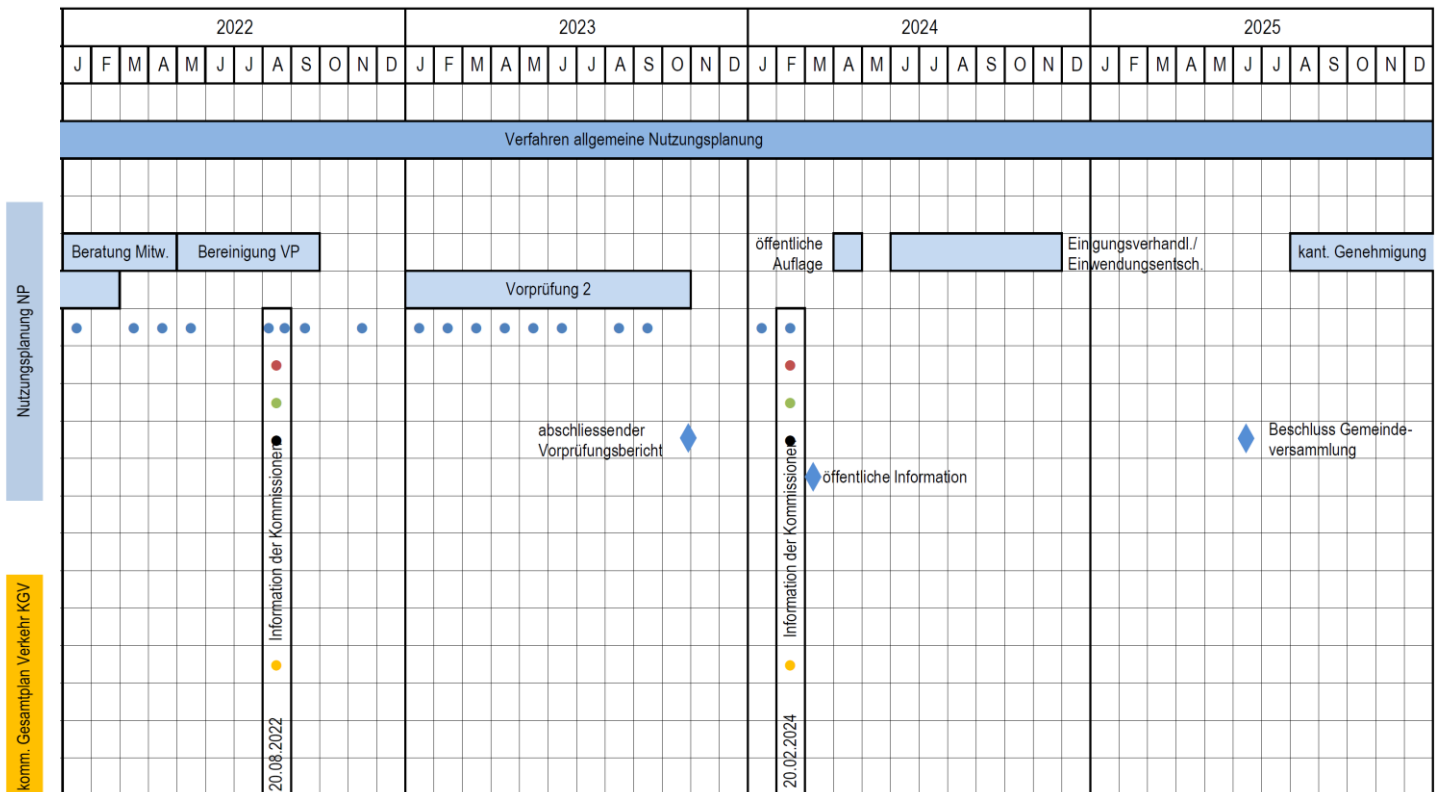 2022 2023 2024 2025
J F M A M J J A S O N D J F M A M J J A S O N D J F M A M J J A S O N D J F M A M J J A S O N D
Verfahren allgemeine Nutzungsplanung
Nutzungsplanung NP
Beratung Mitw. Bereinigung VP
öffentliche
Auflage
Einigungsverhandl./
Einwendungsentsch.
kant. Genehmigung
Vorprüfung 2
abschliessender
Vorprüfungsbericht
Beschluss Gemeinde-
versammlung
öffentliche Information
Information der Kommissionen
20.08.2022
Information der Kommissionen
20.02.2024
komm. Gesamtplan Verkehr KGV